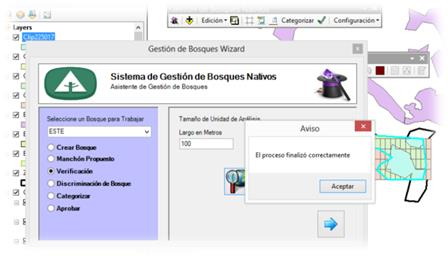 Layers
Clip225017
Edición
Categorizar
Configuración
Gestión de Bosques Wizard
Sistema de Gestión de Bosques Nativos
Asistente de Gestión de Bosques
Seleccione un Bosque para Trabajar
ESTE
Crear Bosque
Manchón Propuesto
Verificación
Discriminación de Bosque
Categorizar
Aprobar
Tamaño de Unidad de Análisis
Largo en Metros
100
Aviso
El proceso finalizó correctamente
Aceptar